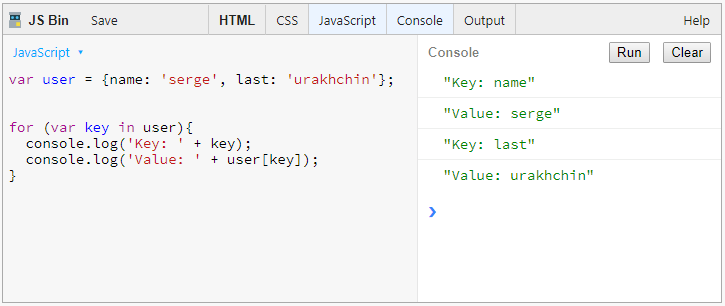 JS Bin Save HTML CSS JavaScript Console Output Help
JavaScript
var user = {name: 'serge', last: 'urakhchin'};
for (var key in user){
  console.log('Key: ' + key);
  console.log('Value: ' + user[key]);
}
Console Run Clear
"Key: name"
"Value: serge"
"Key: last"
"Value: urakhchin"